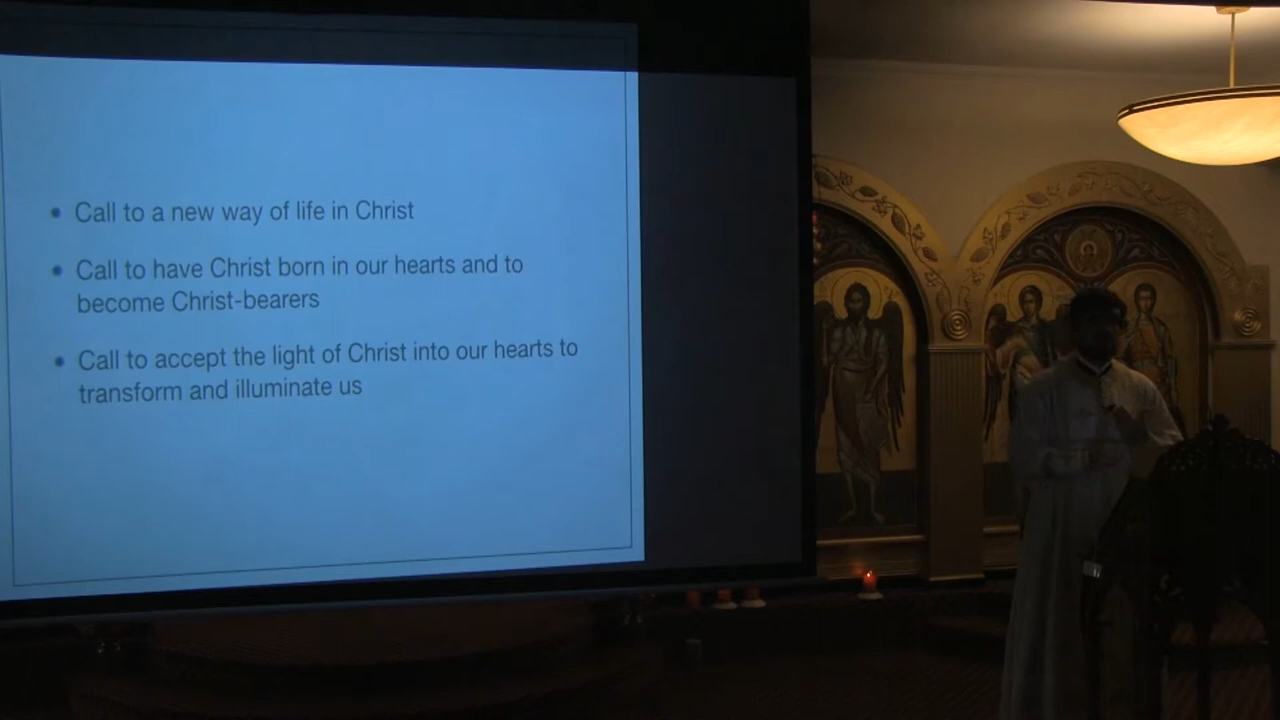 Call to a new way of life in Christ
Call to have Christ born in our hearts and to
become Christ-bearers
Call to accept the light of Christ into our hearts to
transform and illuminate us